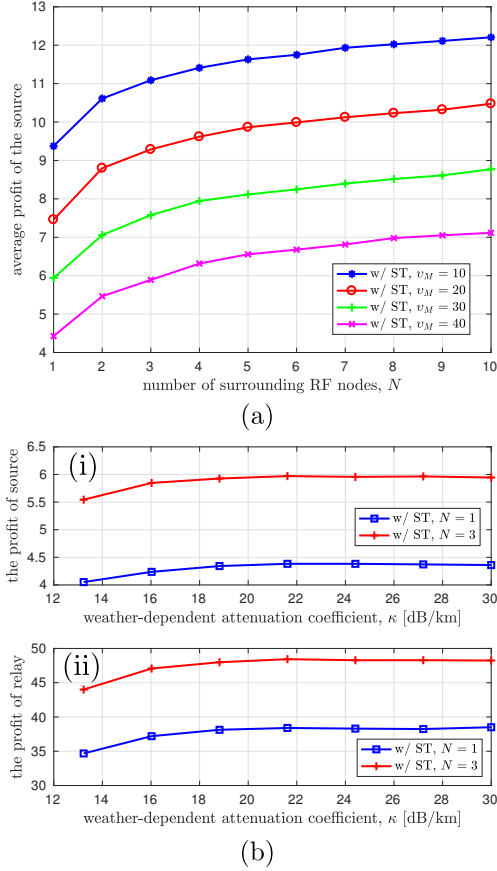 13
12
11
10
9
8
7
6
5
4
average profit of the source
w/ ST, υ_M = 10
w/ ST, υ_M = 20
w/ ST, υ_M = 30
w/ ST, υ_M = 40
1 2 3 4 5 6 7 8 9 10
number of surrounding RF nodes, N
(a)
6.5
6
5.5
5
4.5
4
the profit of source
(i)
w/ ST, N = 1
w/ ST, N = 3
12 14 16 18 20 22 24 26 28 30
weather-dependent attenuation coefficient, κ [dB/km]
50
45
40
35
30
the profit of relay
(ii)
w/ ST, N = 1
w/ ST, N = 3
12 14 16 18 20 22 24 26 28 30
weather-dependent attenuation coefficient, κ [dB/km]
(b)